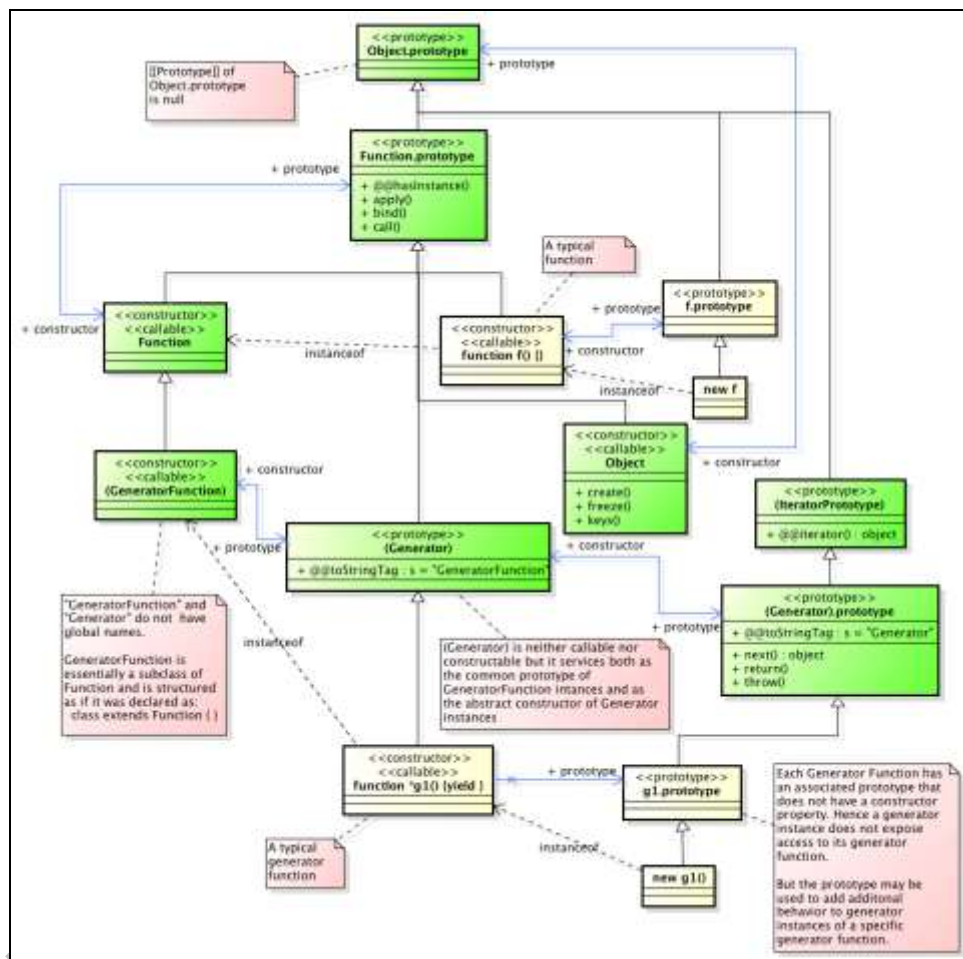 <<prototype>>
Object.prototype
+ prototype
[[Prototype]] of
Object.prototype
is null
<<prototype>>
Function.prototype
+ @@hasInstance()
+ apply()
+ bind()
+ call()
+ prototype
A typical
function
<<constructor>>
<<callable>>
Function
+ constructor
instanceof
<<constructor>>
<<callable>>
function f() {}
+ prototype
+ constructor
<<prototype>>
f.prototype
instanceof
new f
<<constructor>>
<<callable>>
Object
+ create()
+ freeze()
+ keys()
+ constructor
<<constructor>>
<<callable>>
(GeneratorFunction)
+ constructor
+ prototype
<<prototype>>
(Generator)
+ @@toStringTag : s = "GeneratorFunction"
+ constructor
+ prototype
<<prototype>>
(IteratorPrototype)
+ @@iterator() : object
<<prototype>>
(Generator).prototype
+ @@toStringTag : s = "Generator"
+ next() : object
+ return()
+ throw()
"GeneratorFunction" and
"Generator" do not have
global names.
GeneratorFunction is
essentially a subclass of
Function and is structured
as if it was declared as:
class extends Function { }
instanceof
(Generator) is neither callable nor
constructable but it services both as
the common prototype of
GeneratorFunction intances and as
the abstract constructor of Generator
instances
<<constructor>>
<<callable>>
function *g1() {yield }
+ prototype
<<prototype>>
g1.prototype
A typical
generator
function
instanceof
new g1()
Each Generator Function has
an associated prototype that
does not have a constructor
property. Hence a generator
instance does not expose
access to its generator
function.
But the prototype may be
used to add additonal
behavior to generator
instances of a specific
generator function.